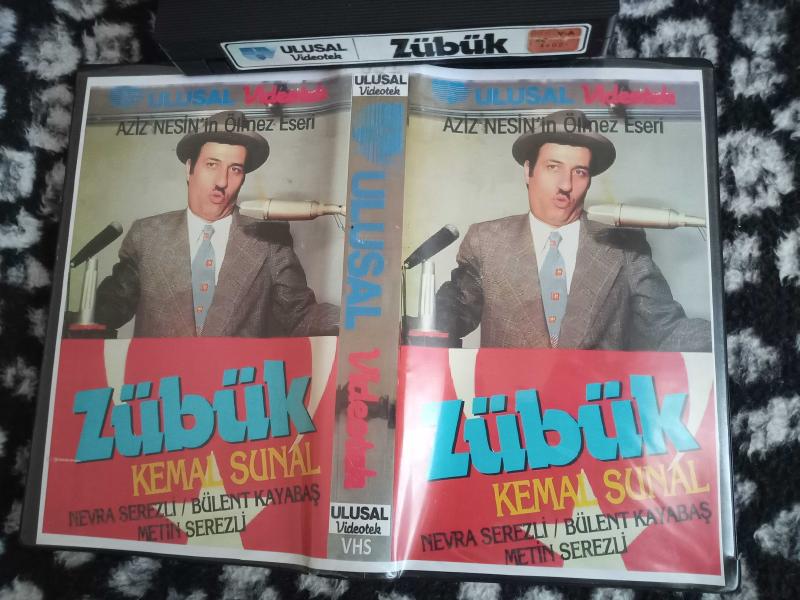 ULUSAL
Videotek
Zübük
ULUSAL Videotek
AZİZ NESİN'in Ölmez Eseri
Zübük
KEMAL SUNAL
NEVRA SEREZLİ / BÜLENT KAYABAŞ
METİN SEREZLİ
ULUSAL
Videotek
ULUSAL Videotek
ULUSAL
Videotek
VHS
ULUSAL Videotek
AZİZ NESİN'in Ölmez Eseri
Zübük
KEMAL SUNAL
NEVRA SEREZLİ / BÜLENT KAYABAŞ
METİN SEREZLİ